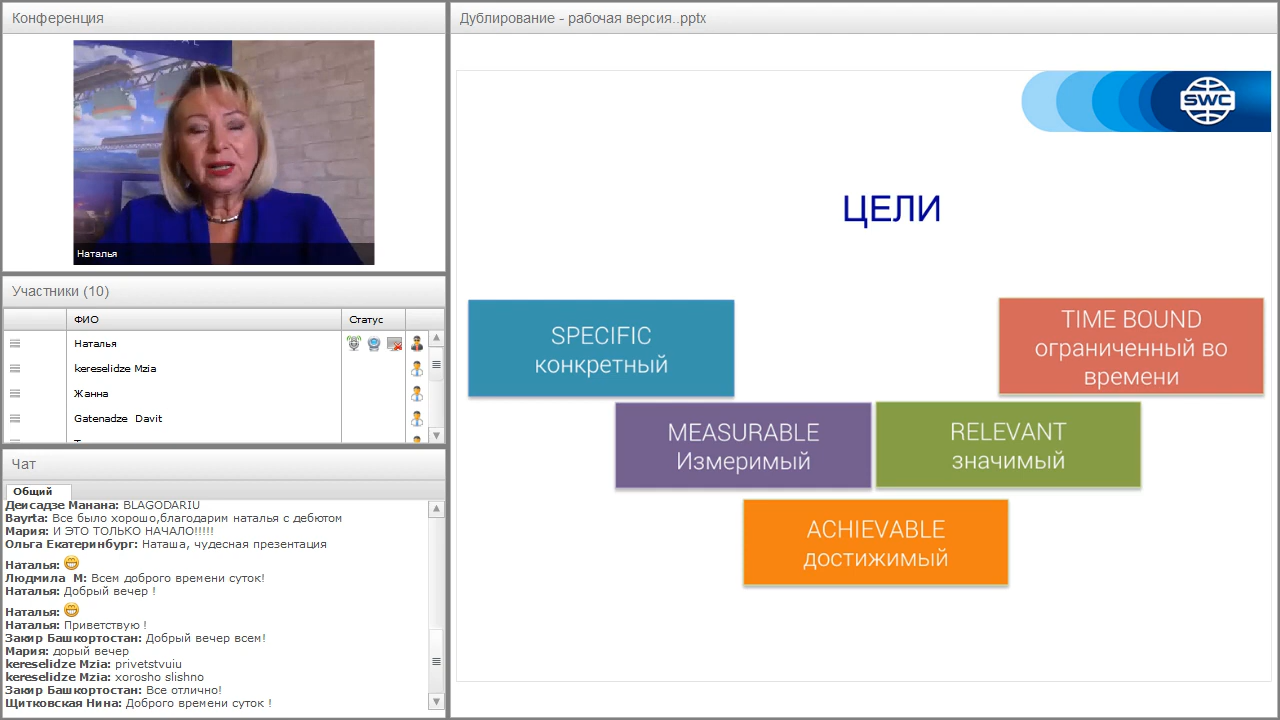 Конференция
AL
Наталья
Участники (10)
ФИО
Статус
Наталья
kereselidze Mzia
Жанна
Gatenadze Davit
Чат
Общий
Деисадзе Манана: BLAGODARIU
Bayrta: Все было хорошо,благодарим наталья с дебютом
Мария: И ЭТО ТОЛЬКО НАЧАЛО!!!!!
Ольга Екатеринбург: Наташа, чудесная презентация
Наталья:
Людмила М: Всем доброго времени суток!
Наталья: Добрый вечер !
Наталья:
Наталья: Приветствую !
Закир Башкортостан: Добрый вечер всем!
Мария: дорый вечер
kereselidze Mzia: privetstvuiu
kereselidze Mzia: xorosho slishno
Закир Башкортостан: Все отлично!
Щитковская Нина: Доброго времени суток !
Дублирование - рабочая версия..pptx
SWC
ЦЕЛИ
SPECIFIC
конкретный
TIME BOUND
ограниченный во
времени
MEASURABLE
Измеримый
RELEVANT
значимый
ACHIEVABLE
достижимый